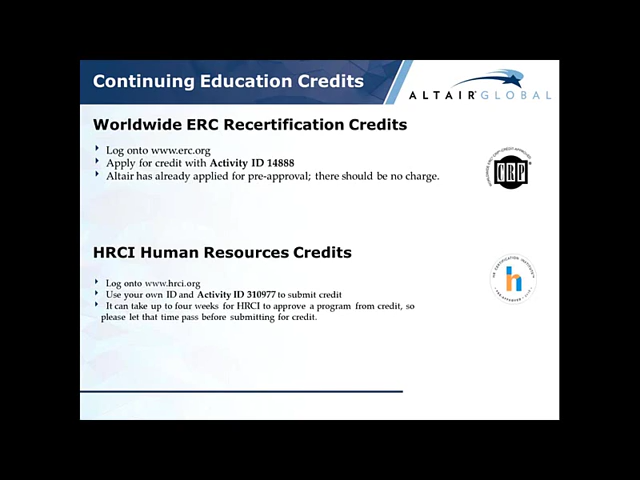 Continuing Education Credits
ALTAIR GLOBAL
Worldwide ERC Recertification Credits
Log onto www.erc.org
Apply for credit with Activity ID 14888
Altair has already applied for pre-approval; there should be no charge.
CRP
HRCI Human Resources Credits
Log onto www.hrci.org
Use your own ID and Activity ID 310977 to submit credit
It can take up to four weeks for HRCI to approve a program from credit, so
please let that time pass before submitting for credit.
h